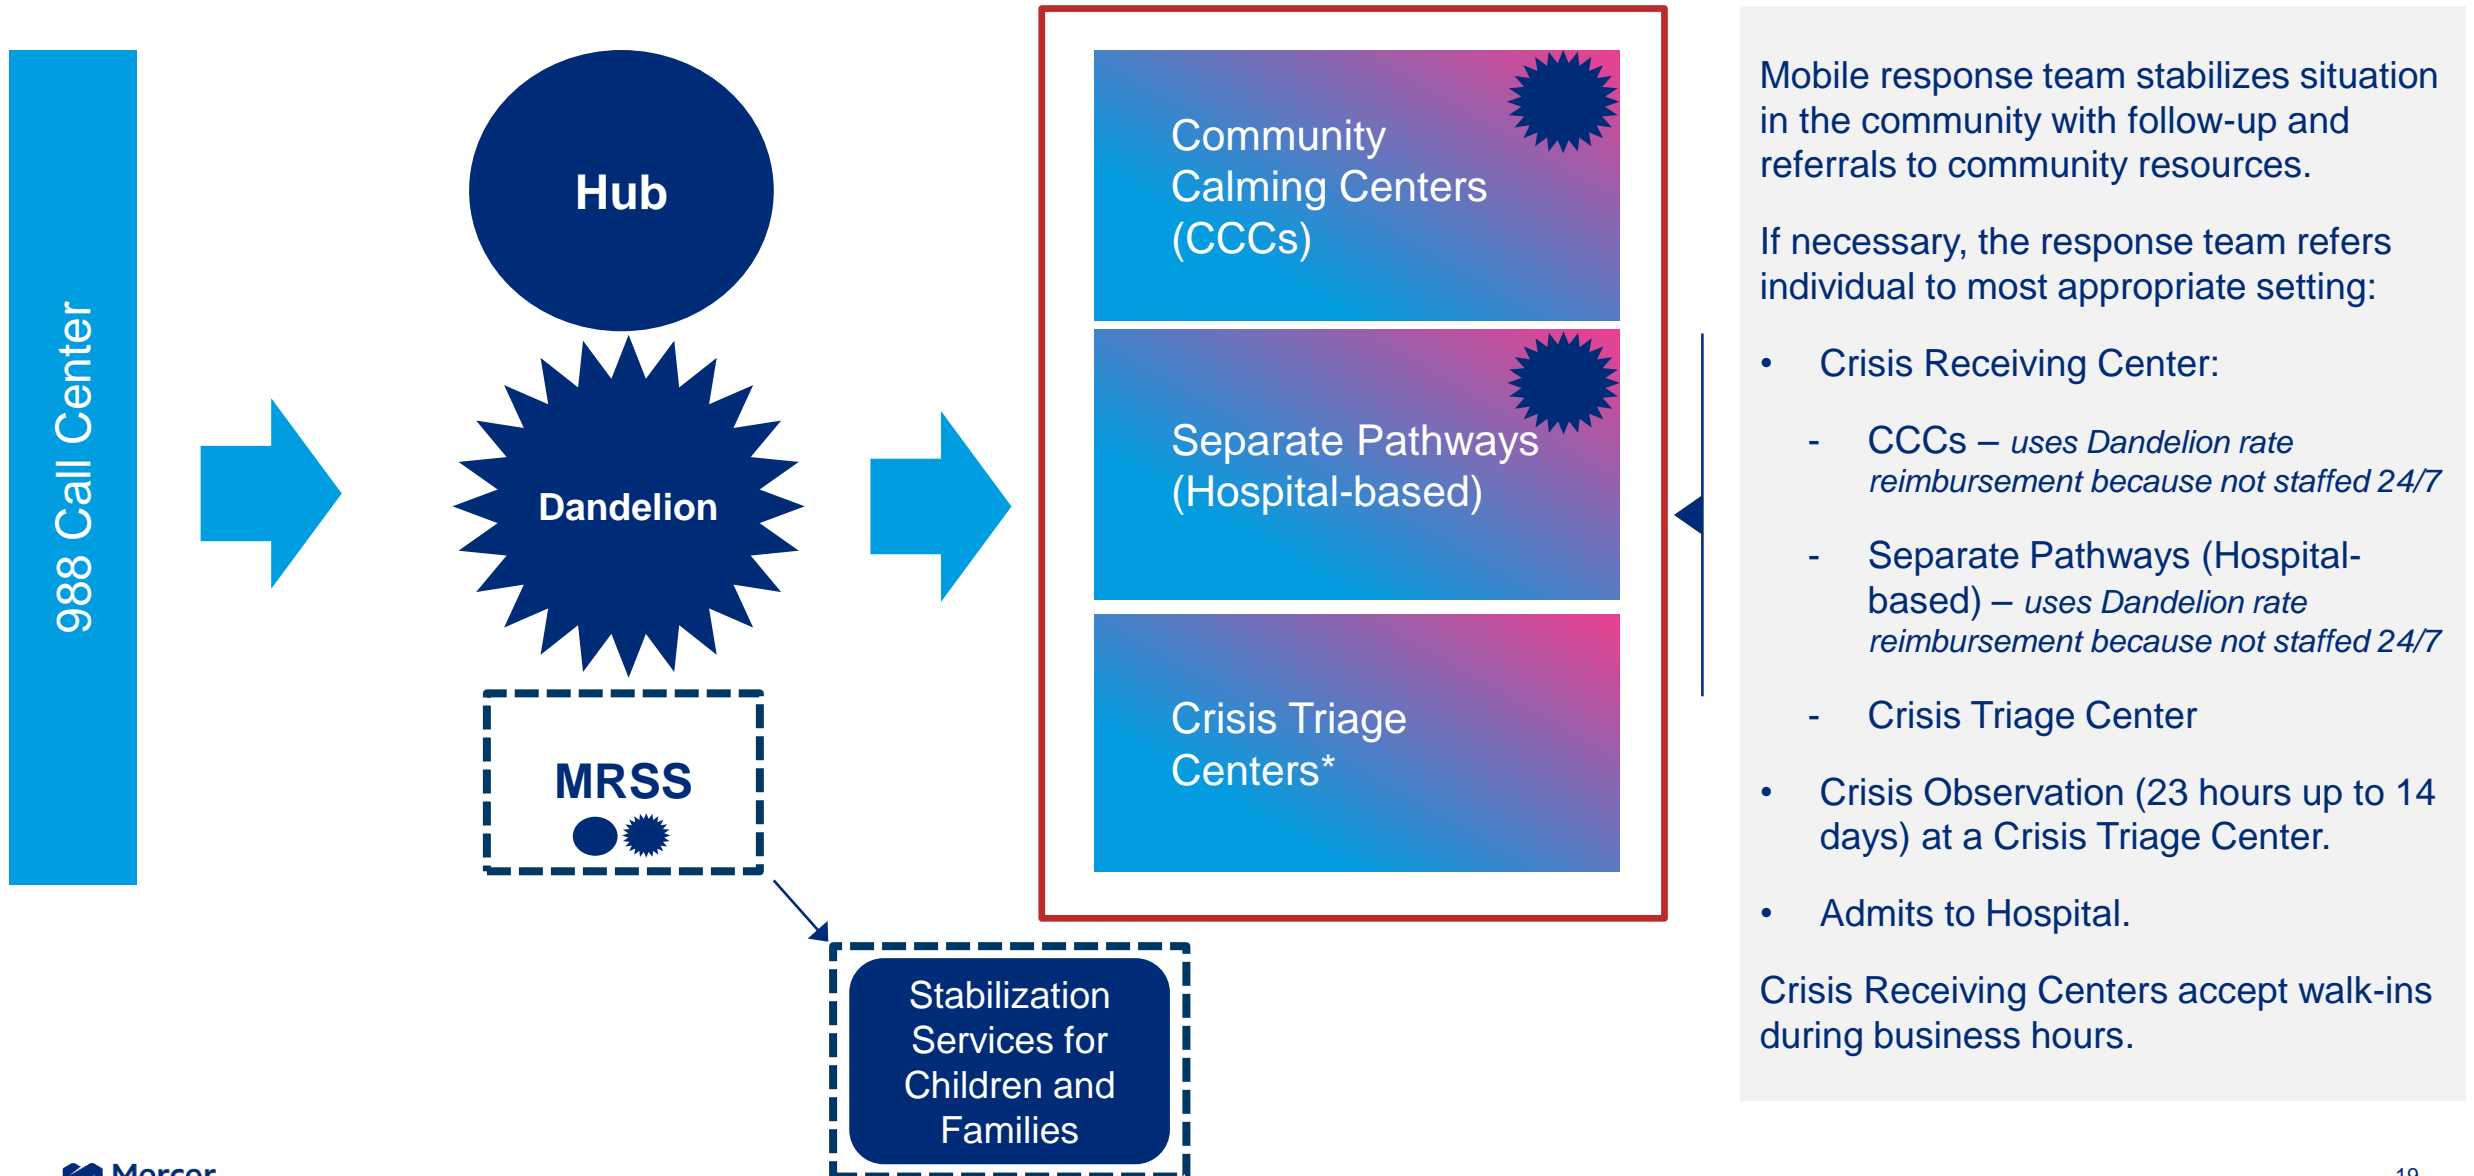 988 Call Center
Hub
Dandelion
MRSS
Stabilization
Services for
Children and
Families
Community
Calming Centers
(CCCs)
Separate Pathways
(Hospital-based)
Crisis Triage
Centers*
Mobile response team stabilizes situation
in the community with follow-up and
referrals to community resources.
If necessary, the response team refers
individual to most appropriate setting:
• Crisis Receiving Center:
- CCCs – uses Dandelion rate
reimbursement because not staffed 24/7
- Separate Pathways (Hospital-
based) – uses Dandelion rate
reimbursement because not staffed 24/7
- Crisis Triage Center
• Crisis Observation (23 hours up to 14
days) at a Crisis Triage Center.
• Admits to Hospital.
Crisis Receiving Centers accept walk-ins
during business hours.
Mercer
19